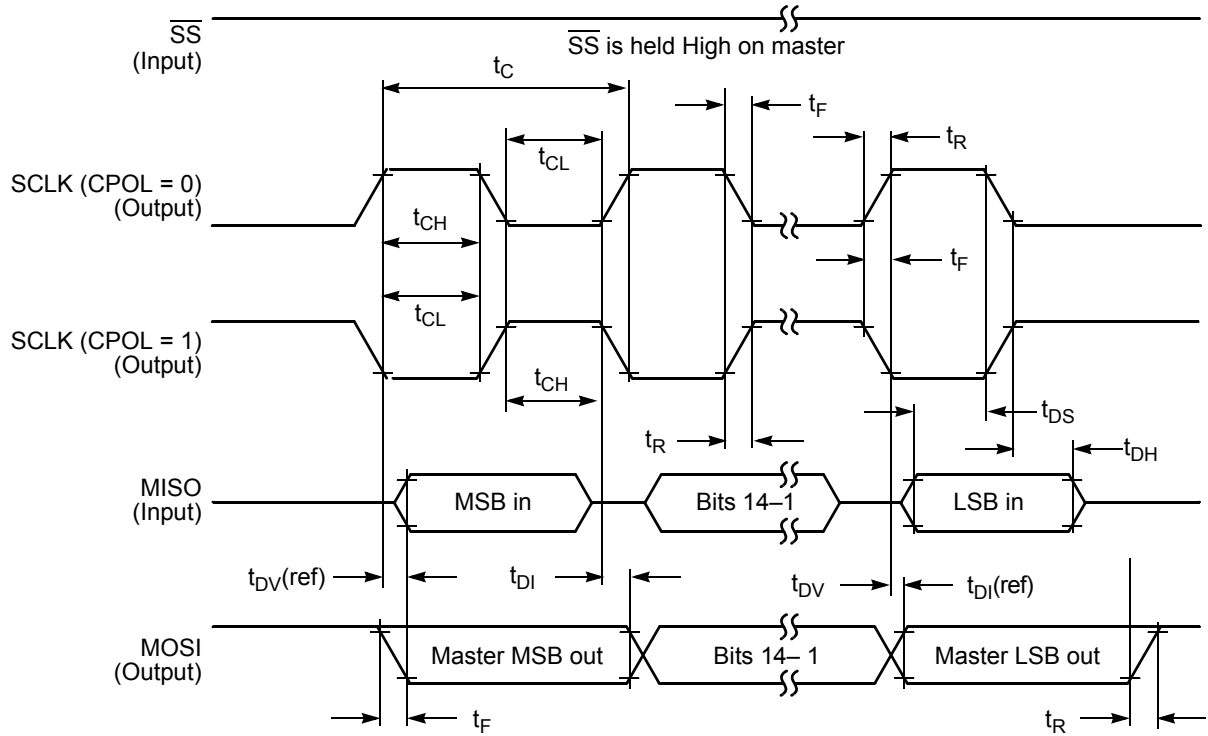 SS
(Input)
SS is held High on master
tC
tF
tR
tCL
SCLK (CPOL = 0)
(Output)
tCH
tF
tCL
SCLK (CPOL = 1)
(Output)
tCH
tR
tDS
tDH
MISO
(Input)
MSB in
Bits 14–1
LSB in
tDV(ref)
tDI
tDV
tDI(ref)
MOSI
(Output)
Master MSB out
Bits 14– 1
Master LSB out
tF
tR